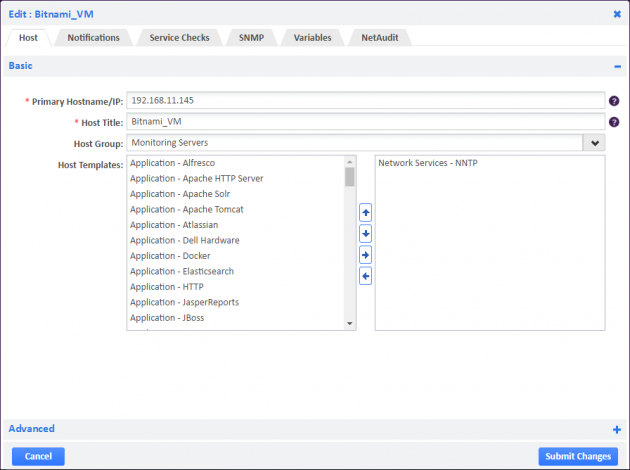 Edit : Bitnami_VM
Host Notifications Service Checks SNMP Variables NetAudit
Basic
* Primary Hostname/IP: 192.168.11.145
* Host Title: Bitnami_VM
Host Group: Monitoring Servers
Host Templates:
Application - Alfresco
Application - Apache HTTP Server
Application - Apache Solr
Application - Apache Tomcat
Application - Atlassian
Application - Dell Hardware
Application - Docker
Application - Elasticsearch
Application - HTTP
Application - JasperReports
Application - JBoss
Network Services - NNTP
Advanced
Cancel Submit Changes